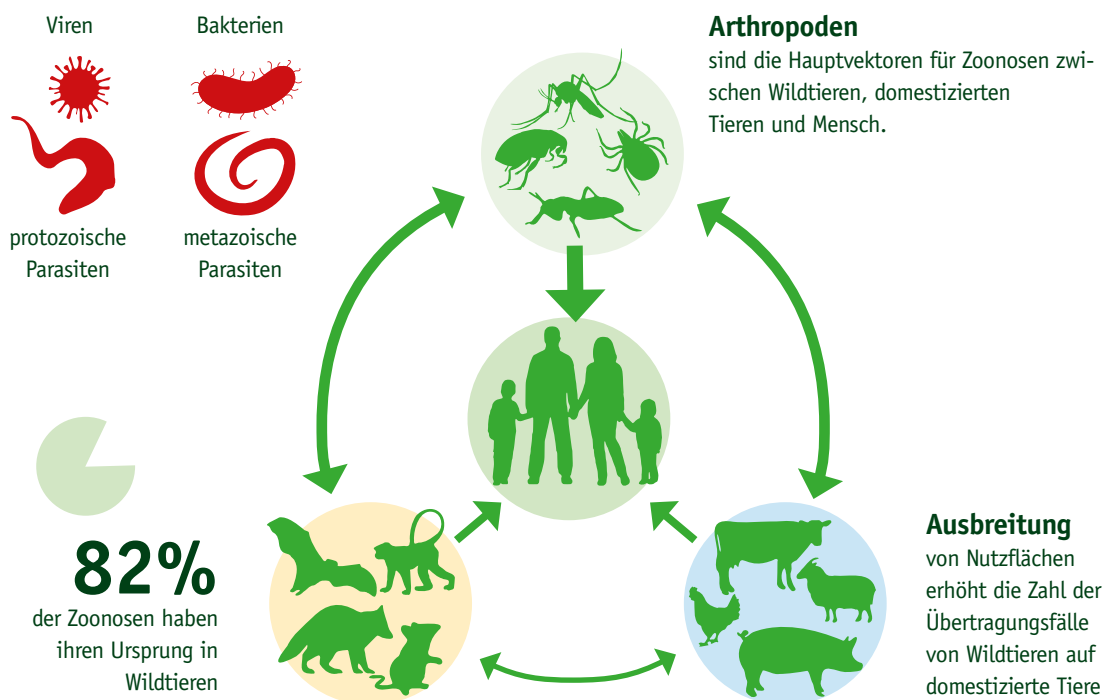 Viren
Bakterien
protozoische
Parasiten
metazoische
Parasiten
Arthropoden
sind die Hauptvektoren für Zoonosen zwi-
schen Wildtieren, domestizierten
Tieren und Mensch.
82%
der Zoonosen haben
ihren Ursprung in
Wildtieren
Ausbreitung
von Nutzflächen
erhöht die Zahl der
Übertragungsfälle
von Wildtieren auf
domestizierte Tiere